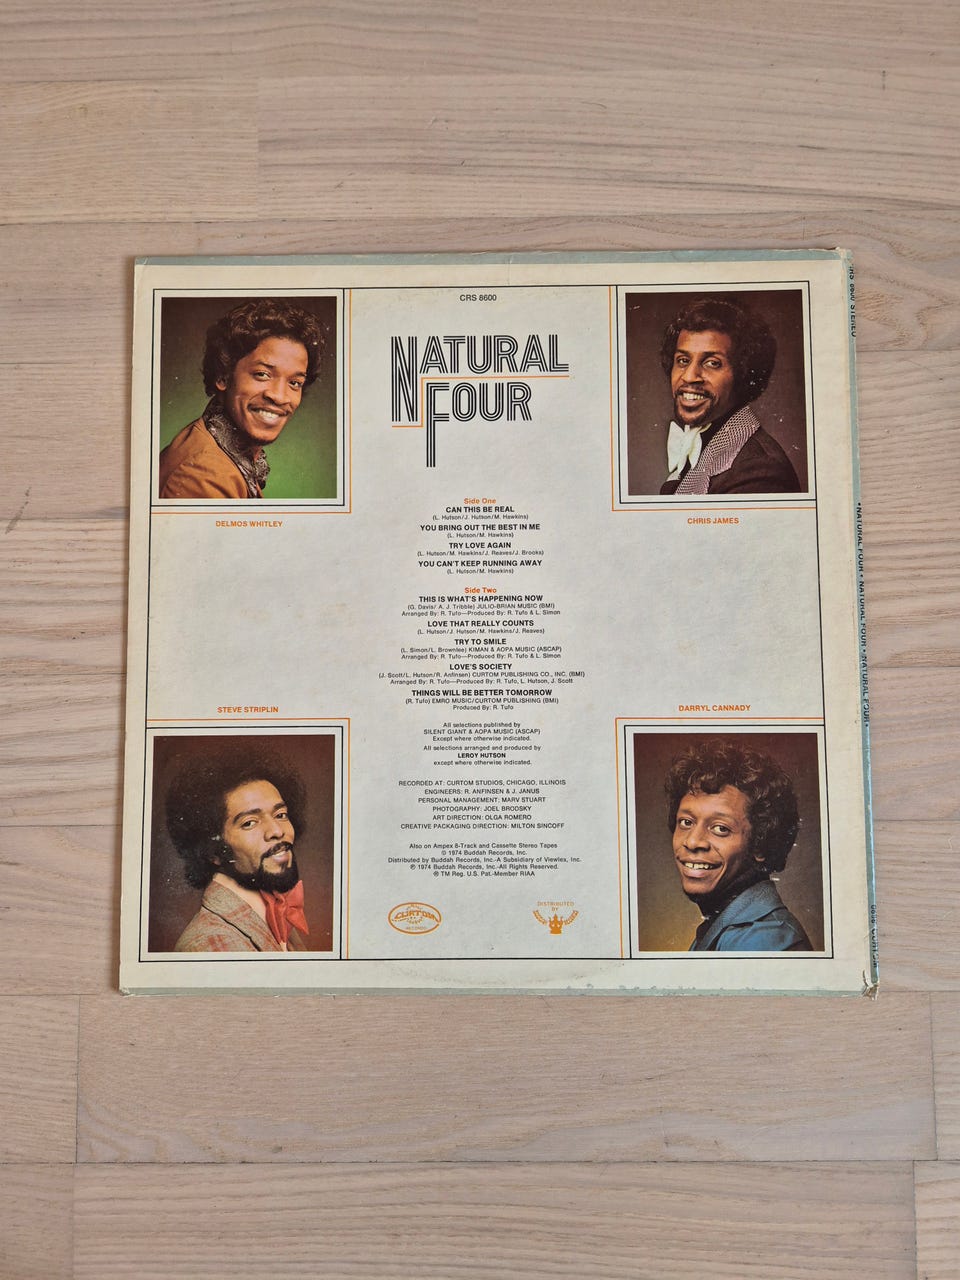 CRS 8600
NATURAL
FOUR
DELMOS WHITLEY
CHRIS JAMES
Side One
CAN THIS BE REAL
(L. Hutson/J. Hutson/M. Hawkins)
YOU BRING OUT THE BEST IN ME
(L. Hutson/M. Hawkins)
TRY LOVE AGAIN
(L. Hutson/M. Hawkins/J. Reaves/J. Brooks)
YOU CAN'T KEEP RUNNING AWAY
(L. Hutson/M. Hawkins)
Side Two
THIS IS WHAT'S HAPPENING NOW
(G. Davis/ A. J. Tribble) JULIO-BRIAN MUSIC (BMI)
Arranged By: R. Tufo—Produced By: R. Tufo & L. Simon
LOVE THAT REALLY COUNTS
(L. Hutson/J. Hutson/M. Hawkins/J. Reaves)
TRY TO SMILE
(L. Simon/L. Brownlee) KIMAN & AOPA MUSIC (ASCAP)
Arranged By: R. Tufo—Produced By: R. Tufo & L. Simon
LOVE'S SOCIETY
(J. Scott/L. Hutson/R. Anfinsen) CURTOM PUBLISHING CO., INC. (BMI)
Arranged By: R. Tufo—Produced By: R. Tufo, L. Hutson, J. Scott
THINGS WILL BE BETTER TOMORROW
(R. Tufo) EMRO MUSIC/CURTOM PUBLISHING (BMI)
Produced By: R. Tufo
STEVE STRIPLIN
DARRYL CANNADY
All selections published by
SILENT GIANT & AOPA MUSIC (ASCAP)
Except where otherwise indicated.
All selections arranged and produced by
LEROY HUTSON
except where otherwise indicated.
RECORDED AT: CURTOM STUDIOS, CHICAGO, ILLINOIS
ENGINEERS: R. ANFINSEN & J. JANUS
PERSONAL MANAGEMENT: MARV STUART
PHOTOGRAPHY: JOEL BRODSKY
ART DIRECTION: OLGA ROMERO
CREATIVE PACKAGING DIRECTION: MILTON SINCOFF
Also on Ampex 8-Track and Cassette Stereo Tapes
© 1974 Buddah Records, Inc.
Distributed by Buddah Records, Inc.-A Subsidiary of Viewlex, Inc.
℗ 1974 Buddah Records, Inc.-All Rights Reserved.
® TM Reg. U.S. Pat.-Member RIAA
CURTOM
RECORDS
DISTRIBUTED
BY
CRS 8600 STEREO
•NATURAL FOUR • NATURAL FOUR • NATURAL FOUR•